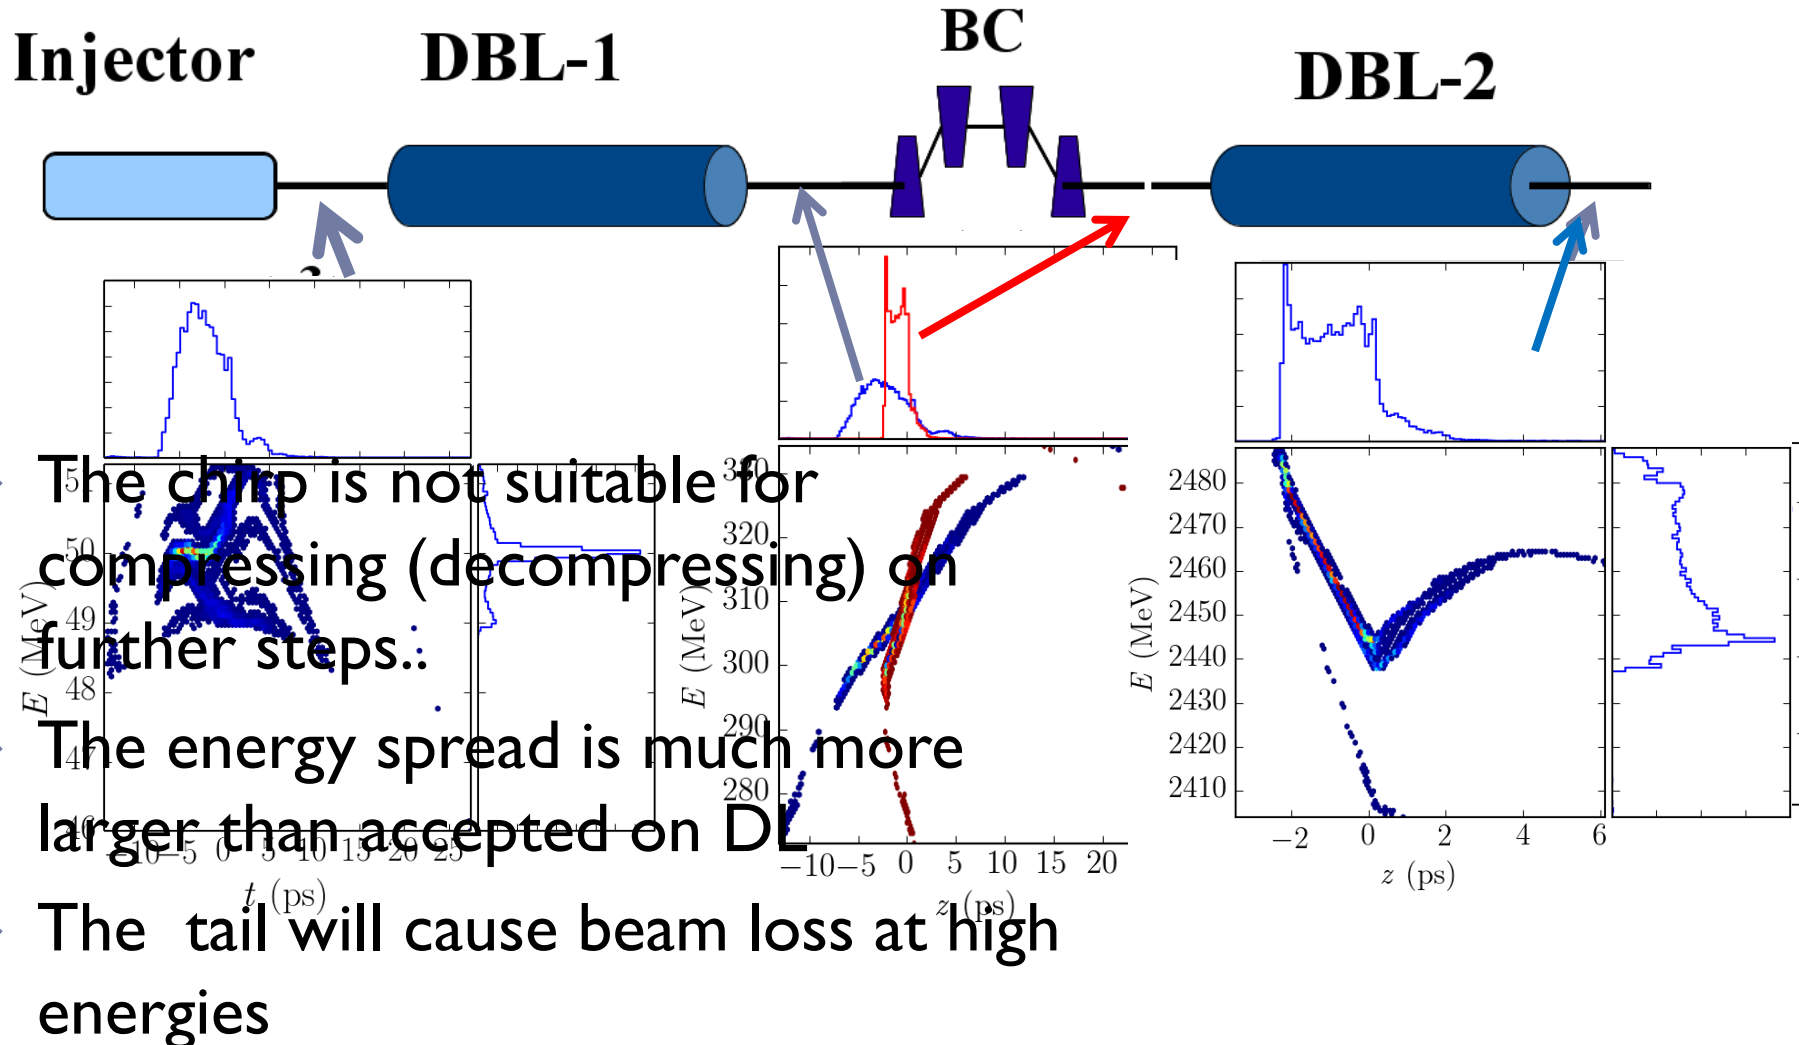 Injector
DBL-1
BC
DBL-2
The chirp is not suitable for
compressing (decompressing) on
further steps..
The energy spread is much more
larger than accepted on DL
The tail will cause beam loss at high
energies
50
49
48
47
46
E (MeV)
−10 −5 0 5 10 15 20 25
t (ps)
330
320
310
300
290
280
E (MeV)
−10 −5 0 5 10 15 20
z (ps)
2480
2470
2460
2450
2440
2430
2420
2410
E (MeV)
−2 0 2 4 6
z (ps)